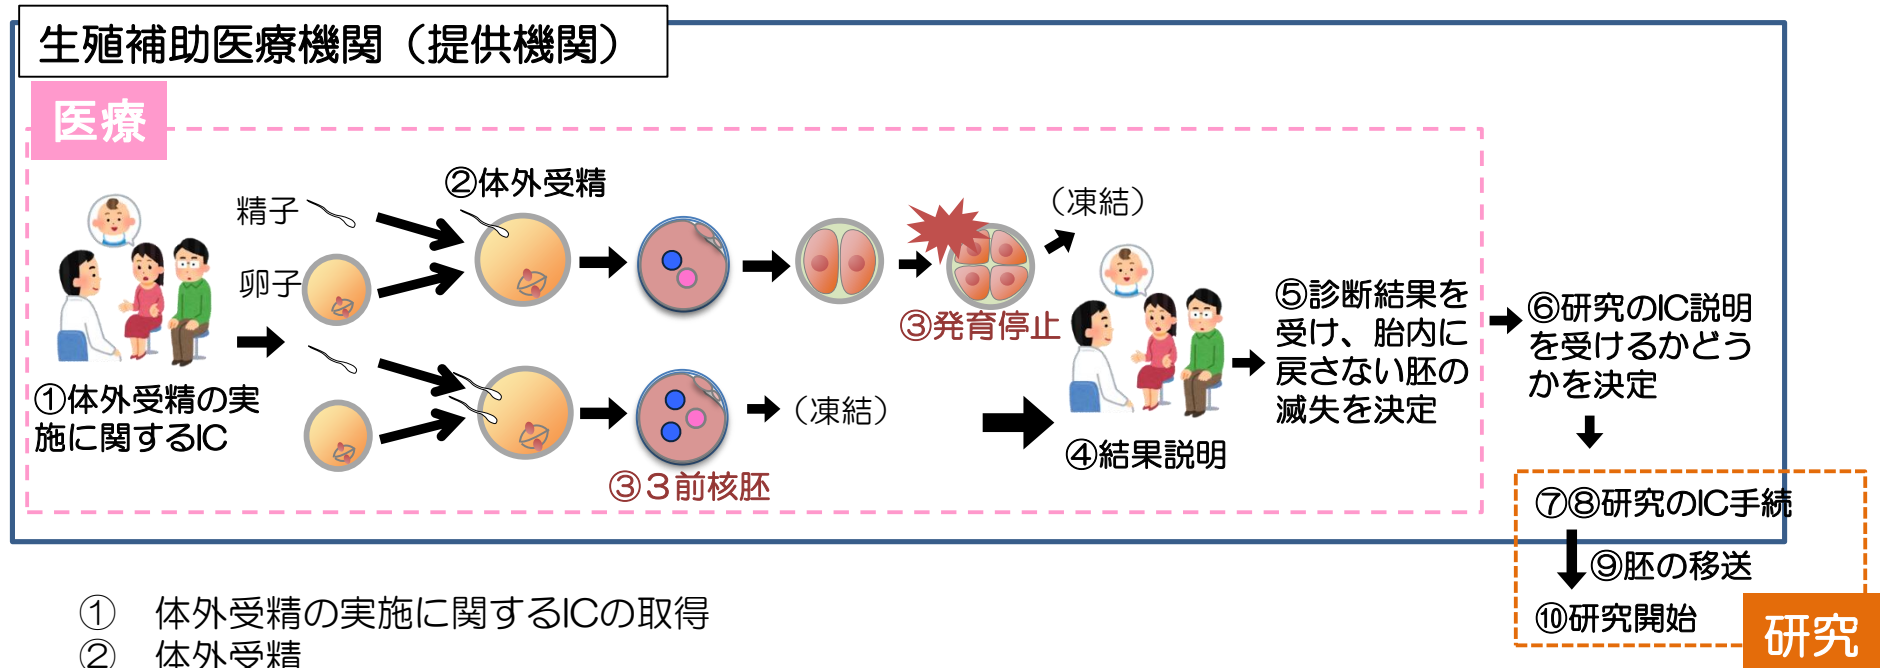 生殖補助医療機関（提供機関）
医療
精子
卵子
②体外受精
（凍結）
③発育停止
①体外受精の実
施に関するIC
（凍結）
③３前核胚
④結果説明
⑤診断結果を
受け、胎内に
戻さない胚の
滅失を決定
⑥研究のIC説明
を受けるかどう
かを決定
⑦⑧研究のIC手続
⑨胚の移送
⑩研究開始
研究
①　体外受精の実施に関するICの取得
②　体外受精